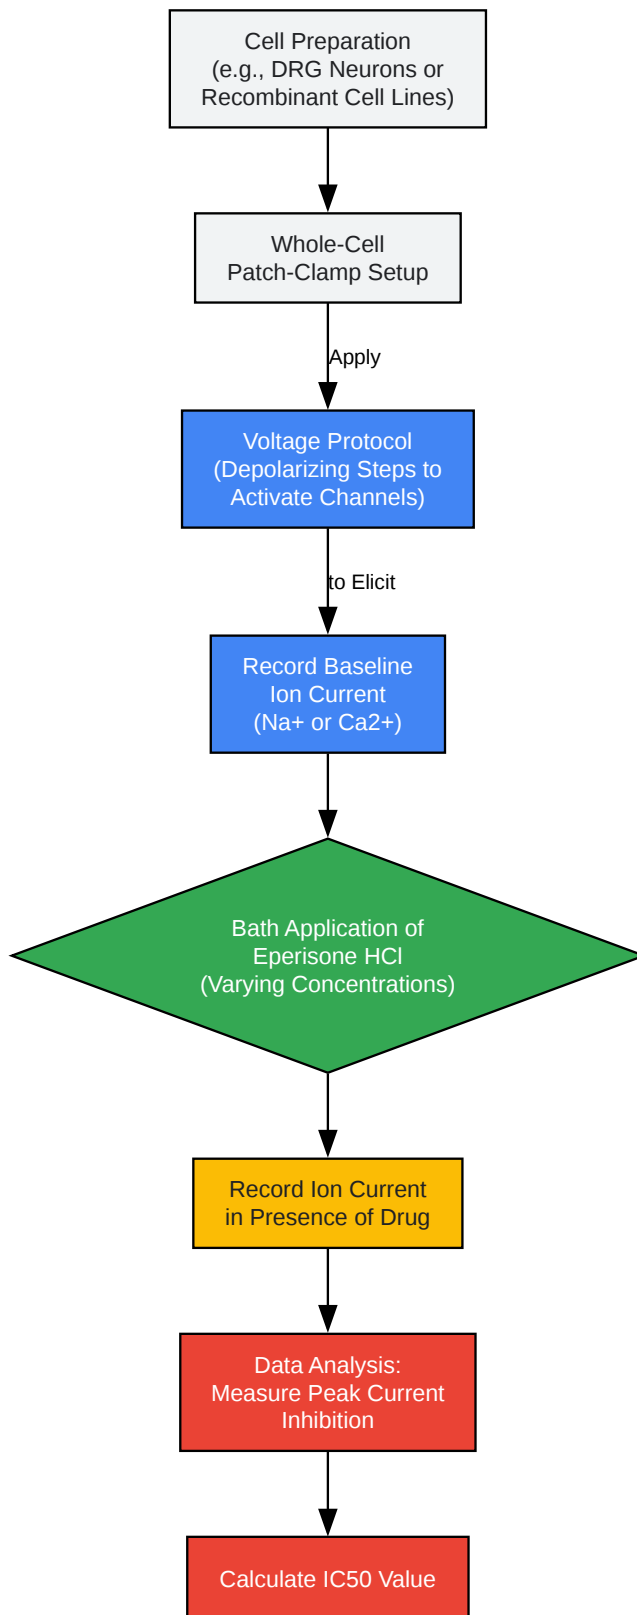 Cell Preparation
(e.g., DRG Neurons or
Recombinant Cell Lines)
Whole-Cell
Patch-Clamp Setup
Apply
Voltage Protocol
(Depolarizing Steps to
Activate Channels)
to Elicit
Record Baseline
Ion Current
(Na+ or Ca2+)
Bath Application of
Eperisone HCl
(Varying Concentrations)
Record Ion Current
in Presence of Drug
Data Analysis:
Measure Peak Current
Inhibition
Calculate IC50 Value